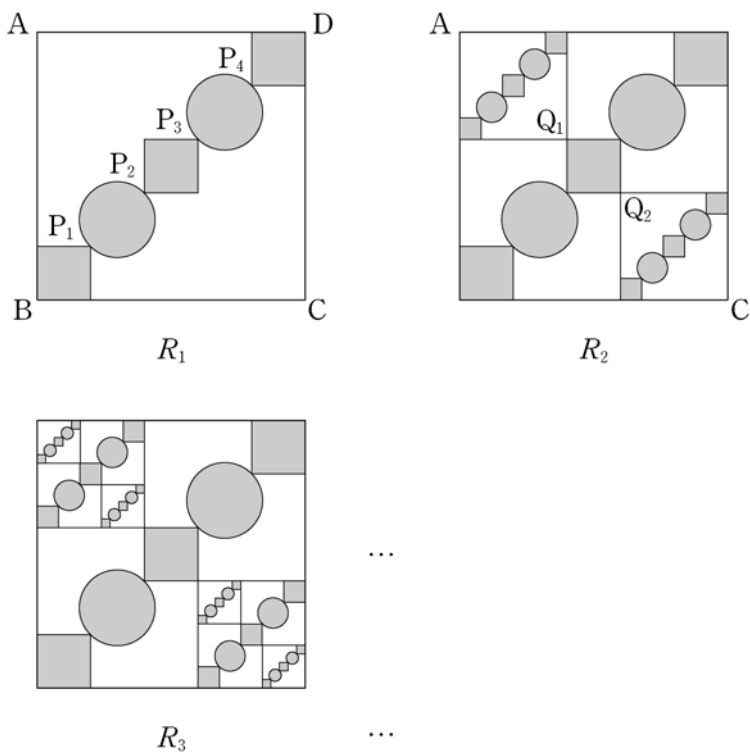 A D
P₄
P₃
P₂
P₁
B C
R₁
A
Q₁
Q₂
C
R₂
...
R₃
...